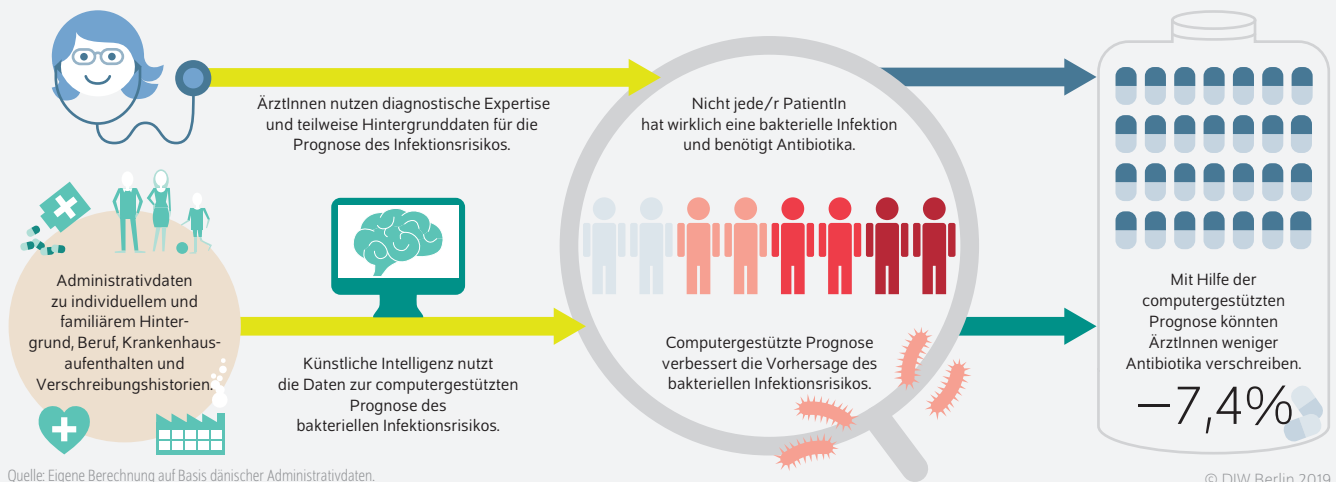 ÄrztInnen nutzen diagnostische Expertise
und teilweise Hintergrunddaten für die
Prognose des Infektionsrisikos.
Nicht jede/r PatientIn
hat wirklich eine bakterielle Infektion
und benötigt Antibiotika.
Administrativdaten
zu individuellem und
familiärem Hinter-
grund, Beruf, Krankenhaus-
aufenthalten und
Verschreibungshistorien.
Künstliche Intelligenz nutzt
die Daten zur computergestützten
Prognose des
bakteriellen Infektionsrisikos.
Computergestützte Prognose
verbessert die Vorhersage des
bakteriellen Infektionsrisikos.
Mit Hilfe der
computergestützten
Prognose könnten
ÄrztInnen weniger
Antibiotika verschreiben.
−7,4%
Quelle: Eigene Berechnung auf Basis dänischer Administrativdaten.
© DIW Berlin 2019